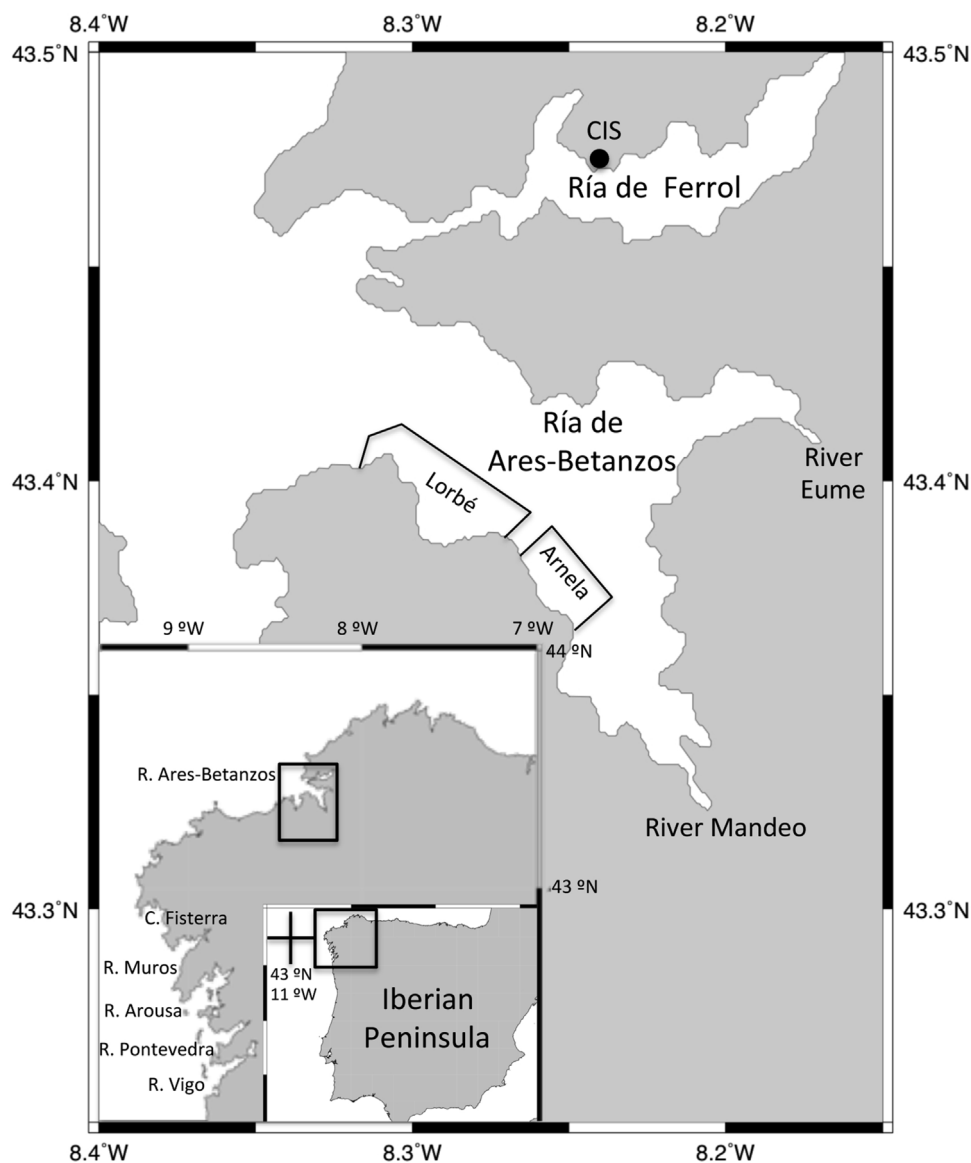 8.4˚W 8.3˚W 8.2˚W
43.5˚N 43.5˚N
CIS
Ría de Ferrol
Ría de
Ares-Betanzos
River
Eume
43.4˚N 43.4˚N
Lorbé
Arnela
9 ºW 8 ºW 7 ºW
44 ºN
R. Ares-Betanzos
River Mandeo
43 ºN
43.3˚N 43.3˚N
C. Fisterra
R. Muros
43 ºN
11 ºW
R. Arousa
Iberian
Peninsula
R. Pontevedra
R. Vigo
8.4˚W 8.3˚W 8.2˚W